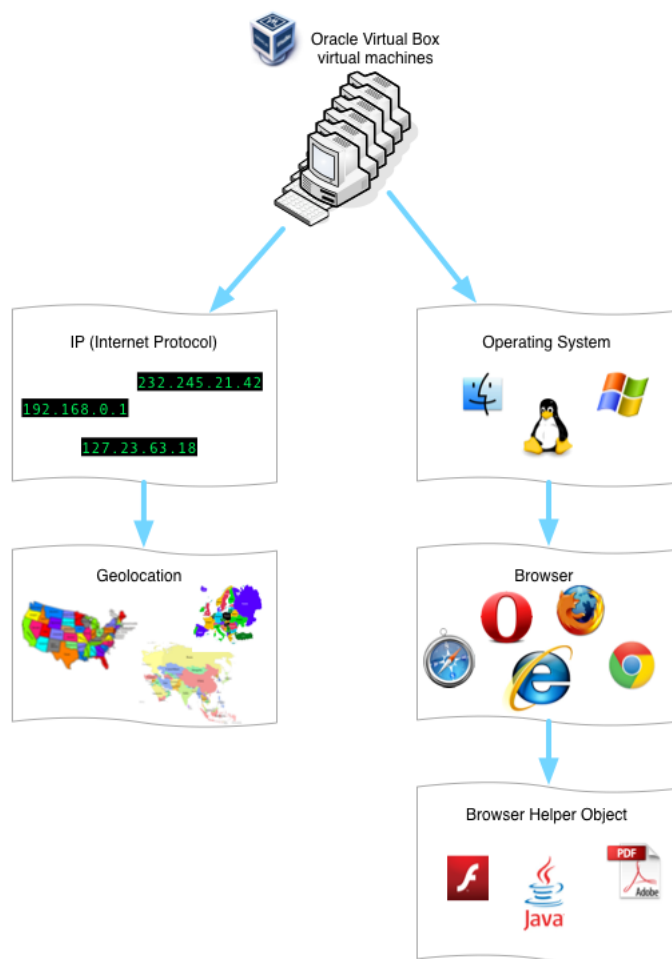 Oracle Virtual Box
virtual machines
IP (Internet Protocol)
232.245.21.42
192.168.0.1
127.23.63.18
Operating System
Geolocation
Browser
Browser Helper Object
PDF
Adobe
Java